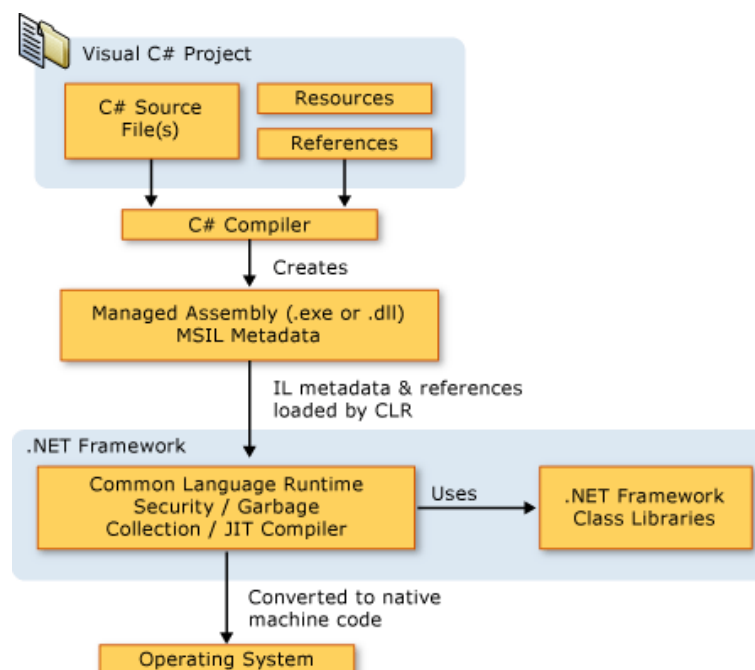 Visual C# Project
C# Source
File(s)
Resources
References
C# Compiler
Creates
Managed Assembly (.exe or .dll)
MSIL Metadata
IL metadata & references
loaded by CLR
.NET Framework
Common Language Runtime
Security / Garbage
Collection / JIT Compiler
Uses
.NET Framework
Class Libraries
Converted to native
machine code
Operating System